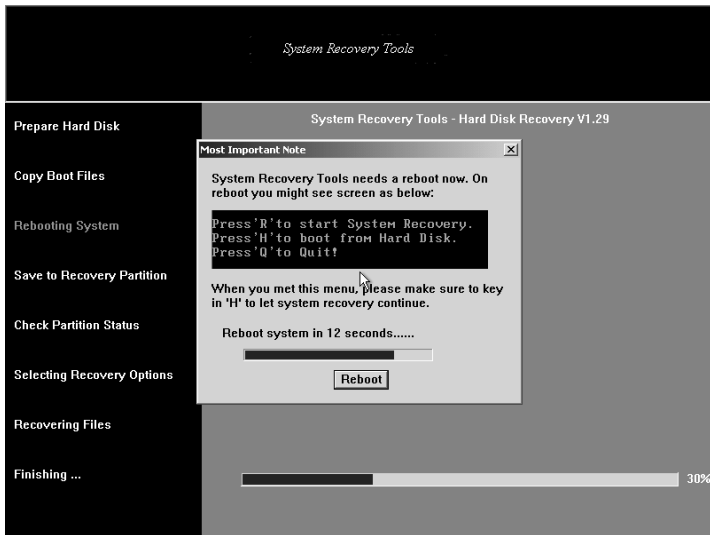 System Recovery Tools
System Recovery Tools - Hard Disk Recovery V1.29
Prepare Hard Disk
Copy Boot Files
Rebooting System
Save to Recovery Partition
Check Partition Status
Selecting Recovery Options
Recovering Files
Finishing ...
Most Important Note
System Recovery Tools needs a reboot now. On
reboot you might see screen as below:
Press'R'to start System Recovery.
Press'H'to boot from Hard Disk.
Press'Q'to Quit!
When you met this menu, please make sure to key
in 'H' to let system recovery continue.
Reboot system in 12 seconds......
Reboot
30%